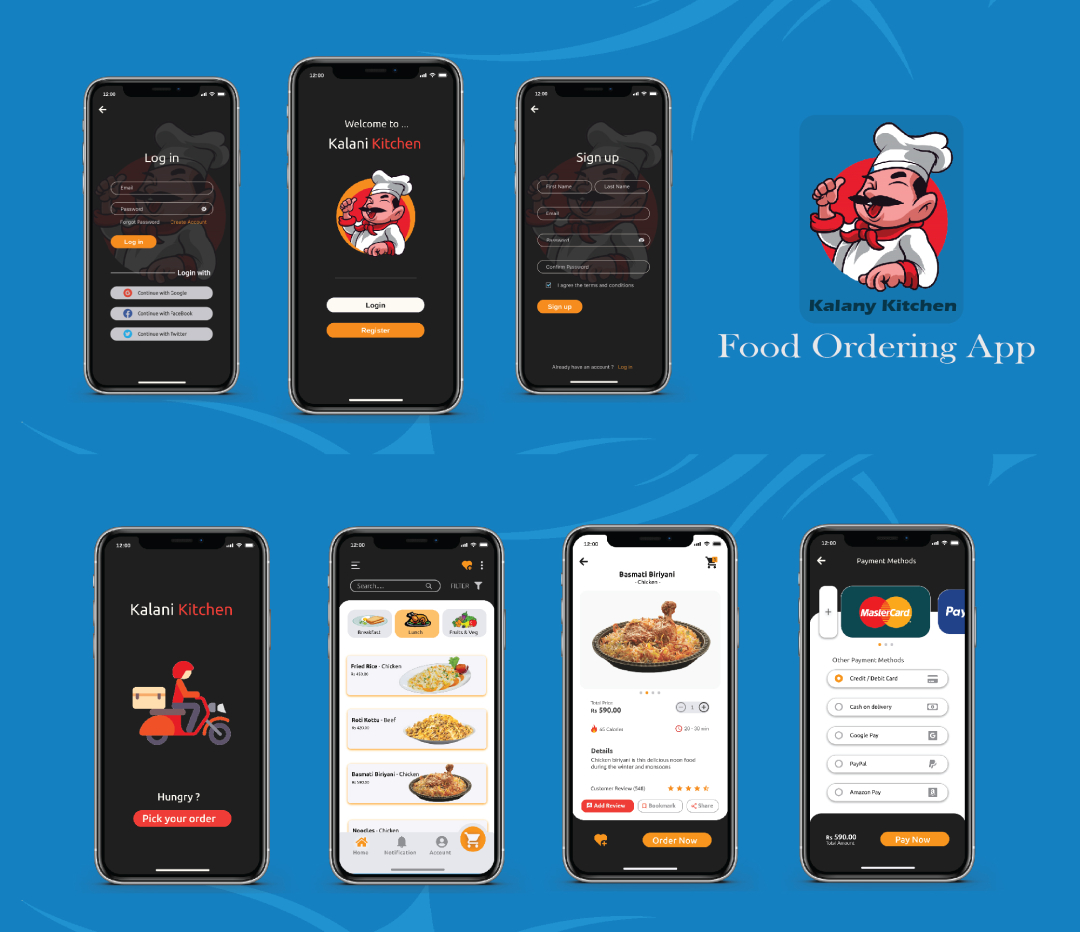 12:00
Log in
Email
Password
Forgot Password Create Account
Log in
Login with
Continue with Google
Continue with FaceBook
Continue with Twitter
12:00
Welcome to ...
Kalani Kitchen
Login
Register
12:00
Sign up
First Name Last Name
Email
Password
Confirm Password
I agree the terms and conditions
Sign up
Already have an account ? Log in
Kalany Kitchen
Food Ordering App
12:00
Kalani Kitchen
Hungry ?
Pick your order
12:00
Search..... FILTER
Breakfast Lunch Fruits & Veg
Fried Rice - Chicken
Rs 430.00
Roti Kottu - Beef
Rs 420.00
Basmati Biriyani - Chicken
Rs 590.00
Noodles - Chicken
Home Notification Account
12:00
Basmati Biriyani
- Chicken -
Total Price
Rs 590.00
1
65 Calories 20 - 30 min
Details
Chicken biriyani is the delicious noon food
during the winter and monsoons
Customer Review (540)
Add Review Bookmark Share
Order Now
12:00
Payment Methods
+ MasterCard Pay
Other Payment Methods
Credit / Debit Card
Cash on delivery
Google Pay
PayPal
Amazon Pay
Rs 590.00
Total Amount
Pay Now